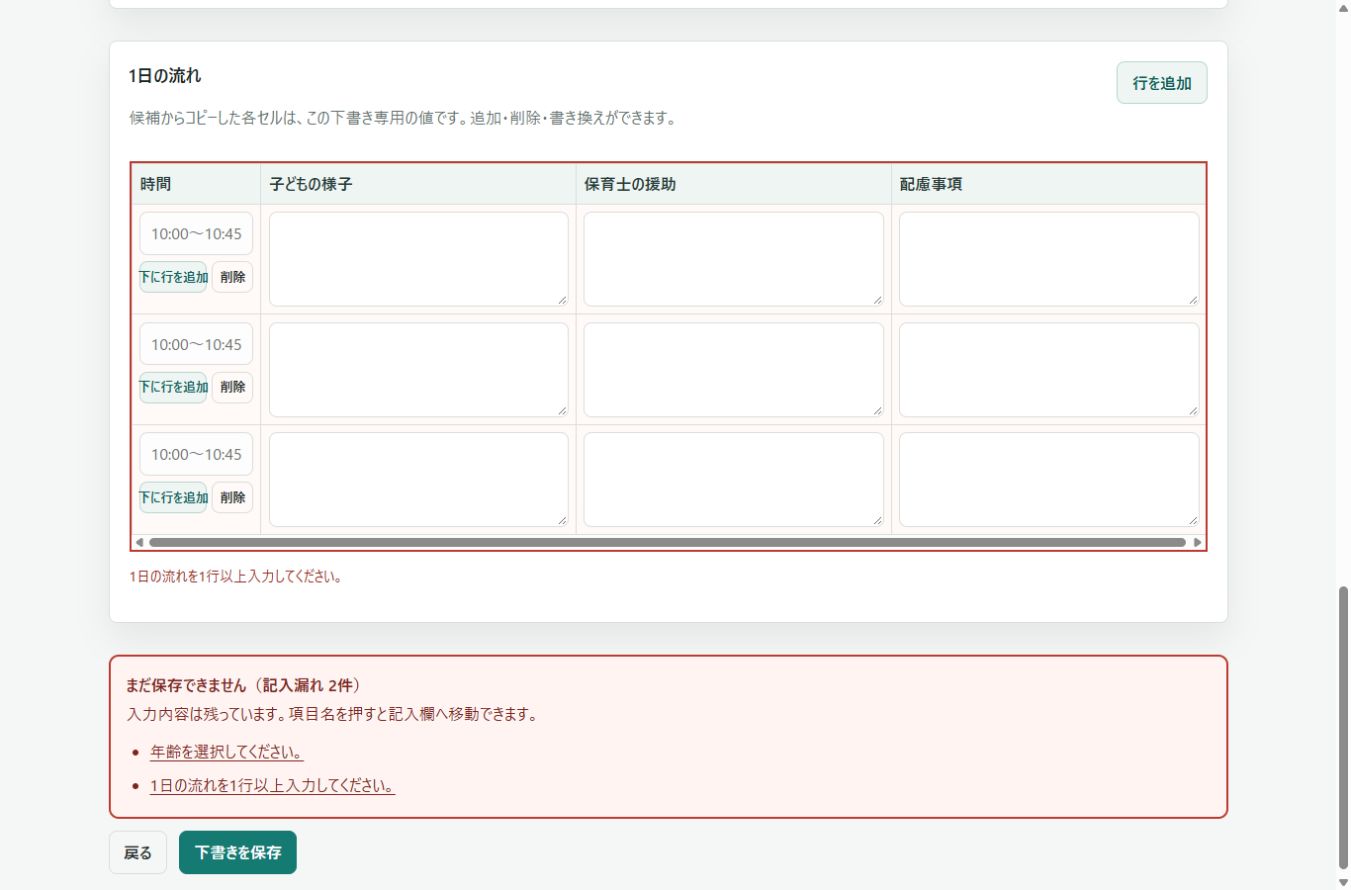 1日の流れ
行を追加
候補からコピーした各セルは、この下書き専用の値です。追加・削除・書き換えができます。
時間 子どもの様子 保育士の援助 配慮事項
10:00〜10:45
下に行を追加 削除
10:00〜10:45
下に行を追加 削除
10:00〜10:45
下に行を追加 削除
1日の流れを1行以上入力してください。
まだ保存できません（記入漏れ 2件）
入力内容は残っています。項目名を押すと記入欄へ移動できます。
• 年齢を選択してください。
• 1日の流れを1行以上入力してください。
戻る 下書きを保存